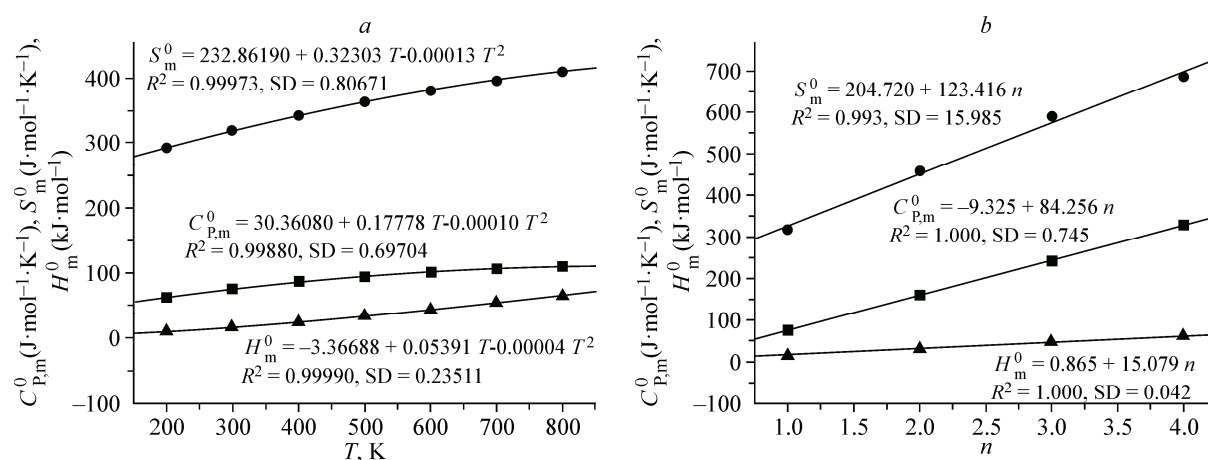 a
C⁰P,m(J·mol⁻¹·K⁻¹), S⁰m(J·mol⁻¹·K⁻¹),
H⁰m(kJ·mol⁻¹)
S⁰m = 232.86190 + 0.32303 T-0.00013 T²
R² = 0.99973, SD = 0.80671
C⁰P,m = 30.36080 + 0.17778 T-0.00010 T²
R² = 0.99880, SD = 0.69704
H⁰m = –3.36688 + 0.05391 T-0.00004 T²
R² = 0.99990, SD = 0.23511
400
300
200
100
0
–100
200 300 400 500 600 700 800
T, K
b
C⁰P,m(J·mol⁻¹·K⁻¹), S⁰m(J·mol⁻¹·K⁻¹),
H⁰m(kJ·mol⁻¹)
S⁰m = 204.720 + 123.416 n
R² = 0.993, SD = 15.985
C⁰P,m = –9.325 + 84.256 n
R² = 1.000, SD = 0.745
H⁰m = 0.865 + 15.079 n
R² = 1.000, SD = 0.042
700
600
500
400
300
200
100
0
–100
1.0 1.5 2.0 2.5 3.0 3.5 4.0
n